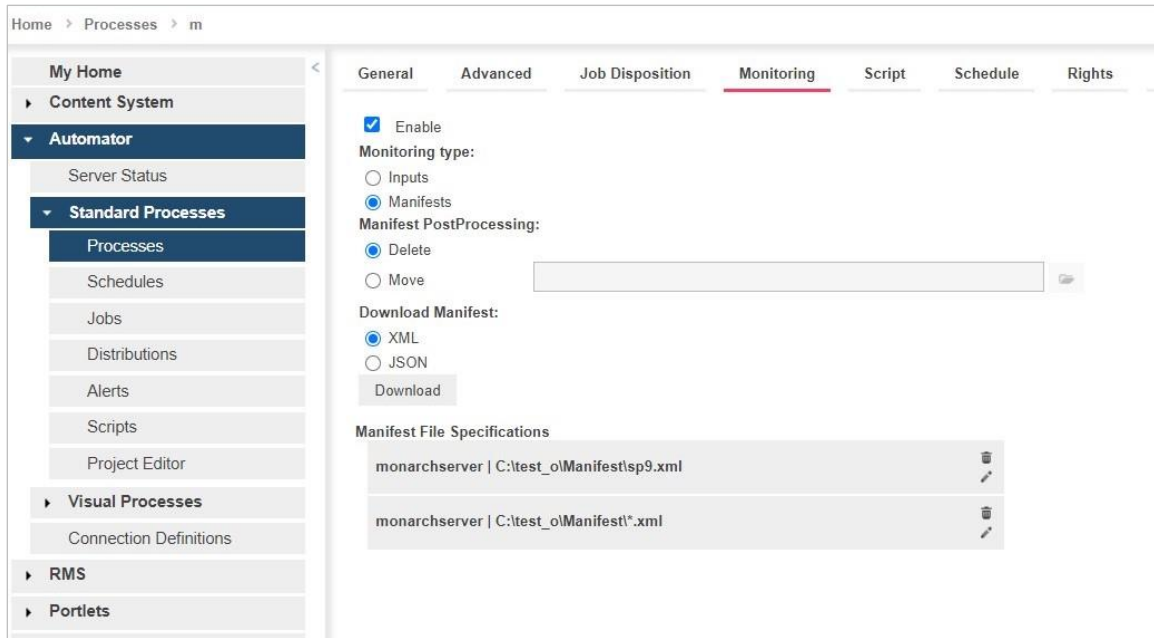 Home > Processes > m
My Home
Content System
Automator
Server Status
Standard Processes
Processes
Schedules
Jobs
Distributions
Alerts
Scripts
Project Editor
Visual Processes
Connection Definitions
RMS
Portlets
General Advanced Job Disposition Monitoring Script Schedule Rights
Enable
Monitoring type:
Inputs
Manifests
Manifest PostProcessing:
Delete
Move
Download Manifest:
XML
JSON
Download
Manifest File Specifications
monarchserver | C:\test_o\Manifest\sp9.xml
monarchserver | C:\test_o\Manifest\*.xml